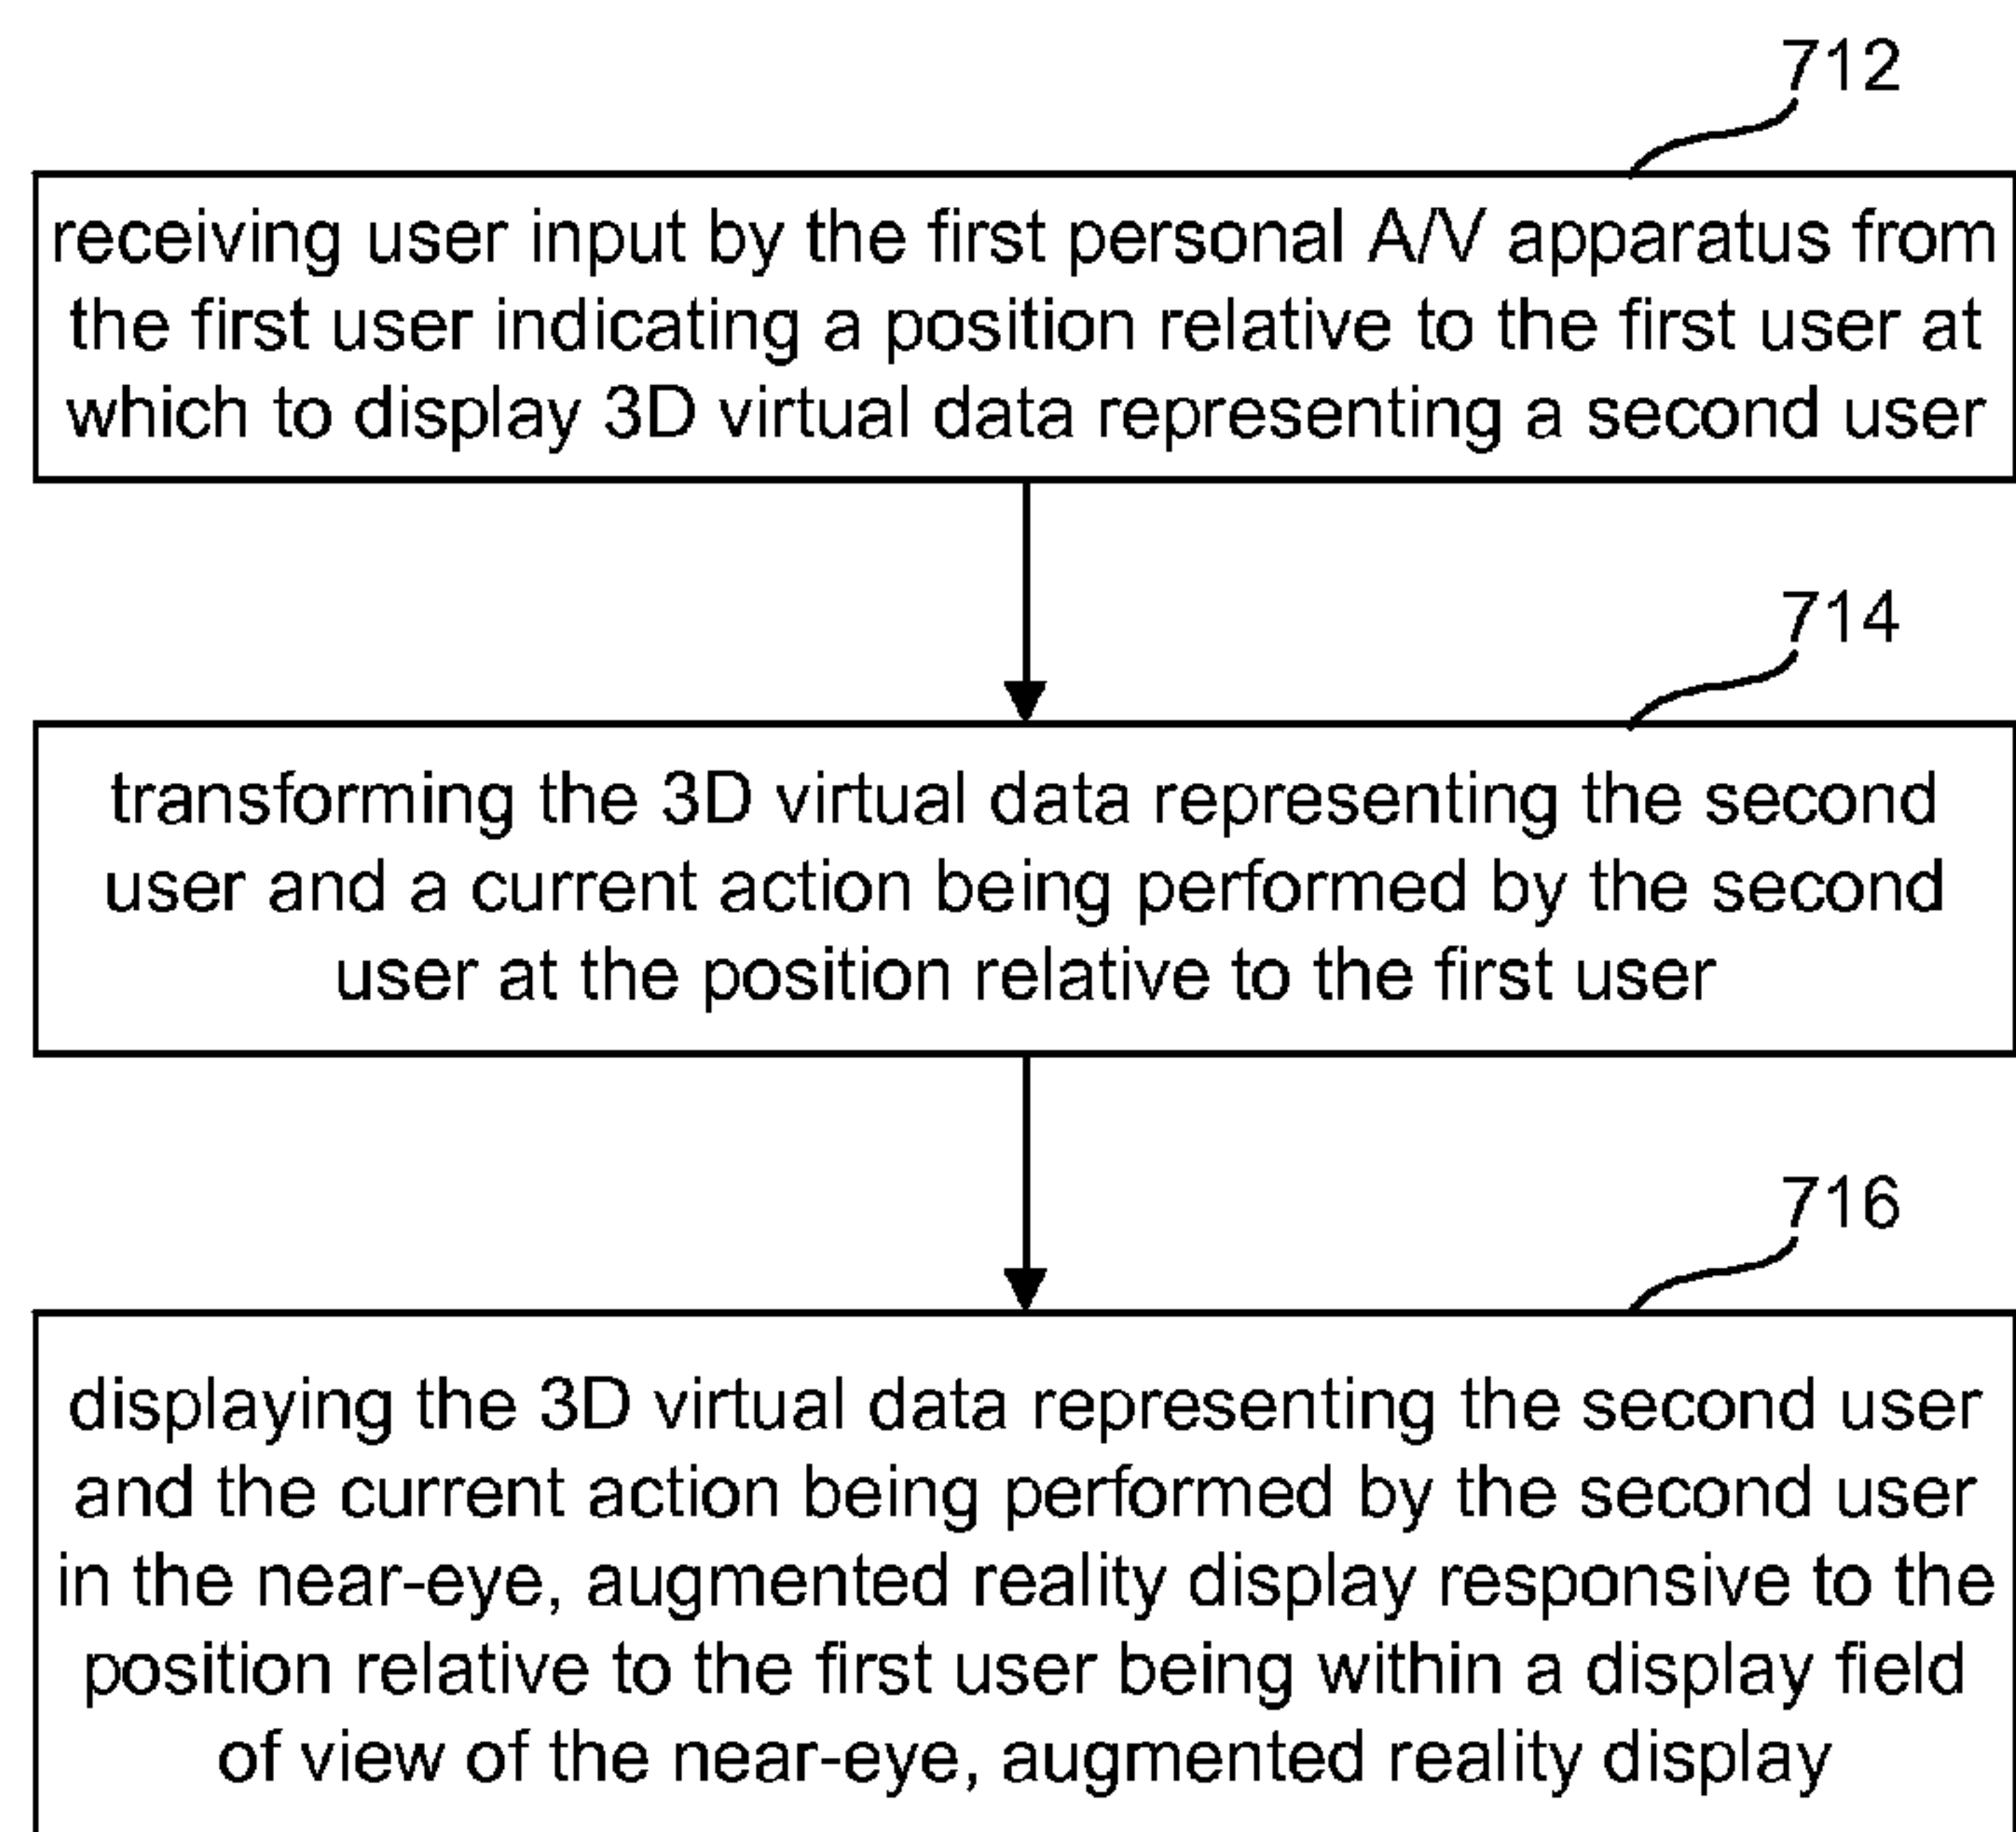 712
receiving user input by the first personal A/V apparatus from
the first user indicating a position relative to the first user at
which to display 3D virtual data representing a second user
714
transforming the 3D virtual data representing the second
user and a current action being performed by the second
user at the position relative to the first user
716
displaying the 3D virtual data representing the second user
and the current action being performed by the second user
in the near-eye, augmented reality display responsive to the
position relative to the first user being within a display field
of view of the near-eye, augmented reality display